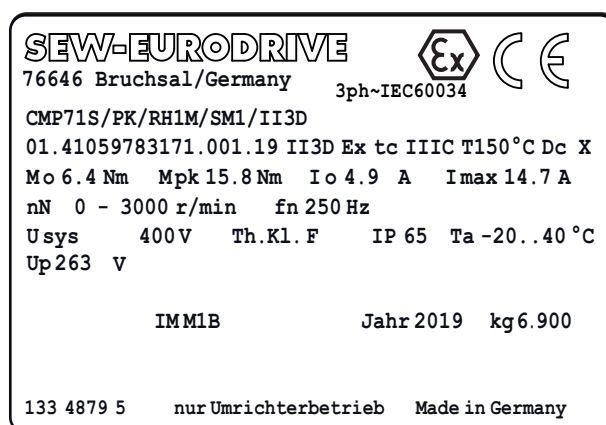 SEW-EURODRIVE
76646 Bruchsal/Germany
Ex CE
3ph~IEC60034
CMP71S/PK/RH1M/SM1/II3D
01.41059783171.001.19 II3D Ex tc IIIC T150°C Dc X
Mo 6.4 Nm Mpk 15.8 Nm Io 4.9 A Imax 14.7 A
nN 0 - 3000 r/min fn 250 Hz
Usys 400V Th.Kl. F IP 65 Ta -20..40 °C
Up 263 V
IM M1B Jahr 2019 kg 6.900
133 4879 5 nur Umrichterbetrieb Made in Germany